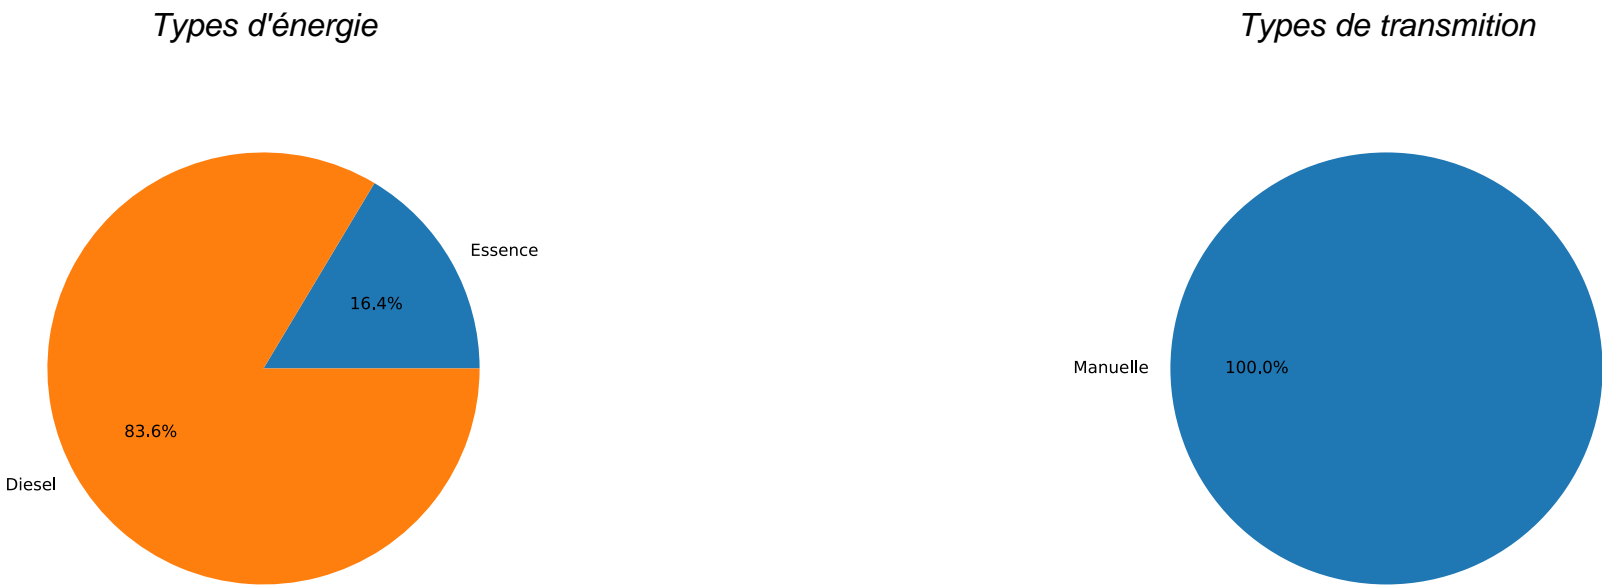 Types d'énergie
Types de transmition
Essence
16.4%
83.6%
Diesel
Manuelle
100.0%